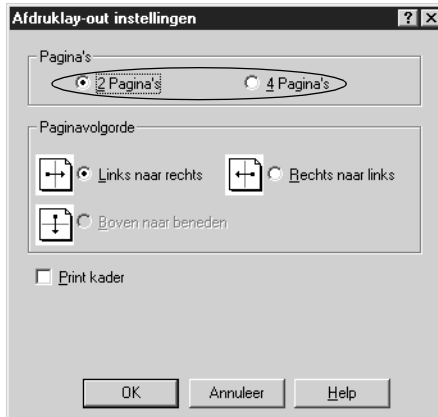 Afdruklay-out instellingen
Pagina's
2 Pagina's 4 Pagina's
Paginavolgorde
Links naar rechts Rechts naar links
Boven naar beneden
Print kader
OK Annuleer Help